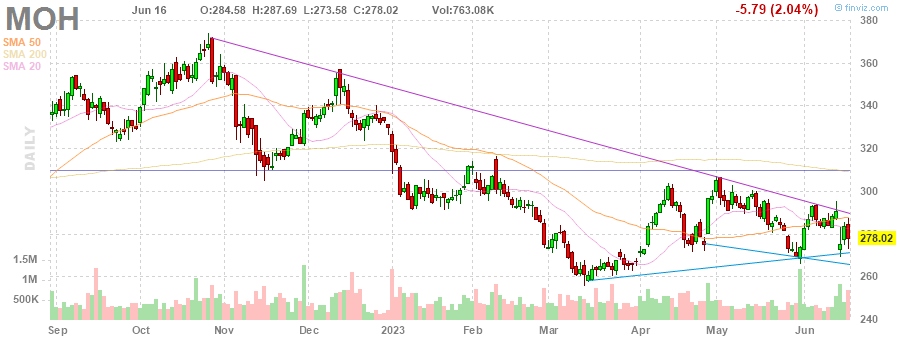 MOH Jun 16 O:284.58 H:287.69 L:273.58 C:278.02 Vol:763.08K -5.79 (2.04%) © finviz.com
SMA 50
SMA 200
SMA 20
DAILY
380
360
340
320
300
280
278.02
260
240
1.5M
1M
500K
Sep Oct Nov Dec 2023 Feb Mar Apr May Jun